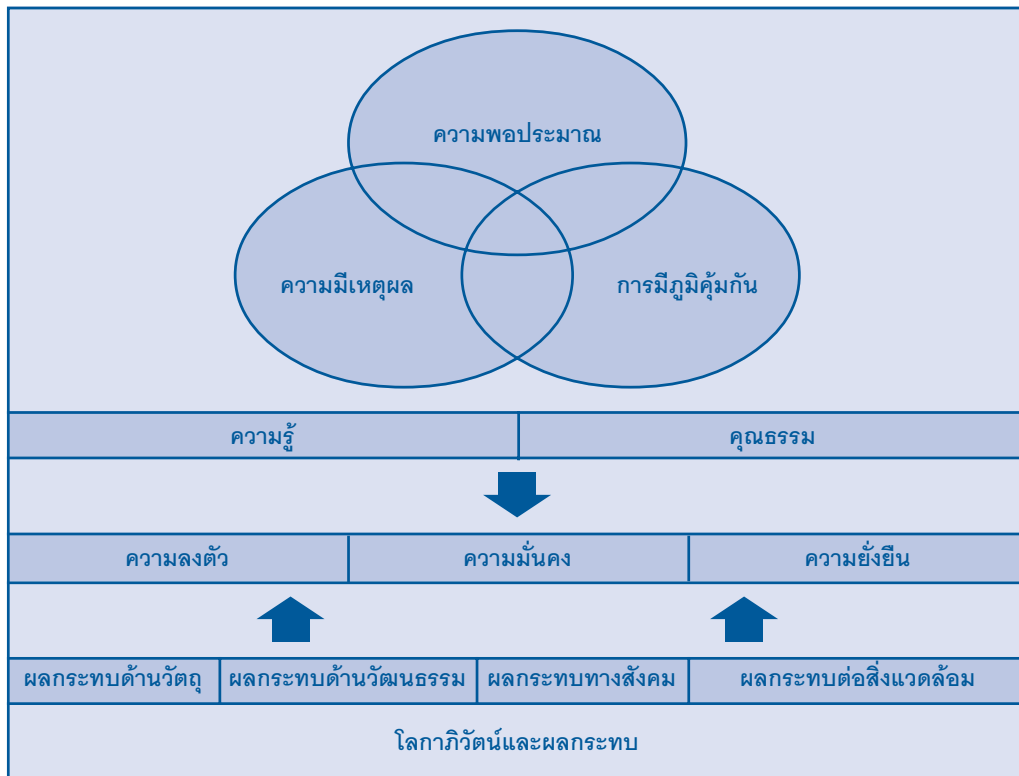 ความพอประมาณ
ความมีเหตุผล การมีภูมิคุ้มกัน
ความรู้ คุณธรรม
ความลงตัว ความมั่นคง ความยั่งยืน
ผลกระทบด้านวัตถุ ผลกระทบด้านวัฒนธรรม ผลกระทบทางสังคม ผลกระทบต่อสิ่งแวดล้อม
โลกาภิวัตน์และผลกระทบ